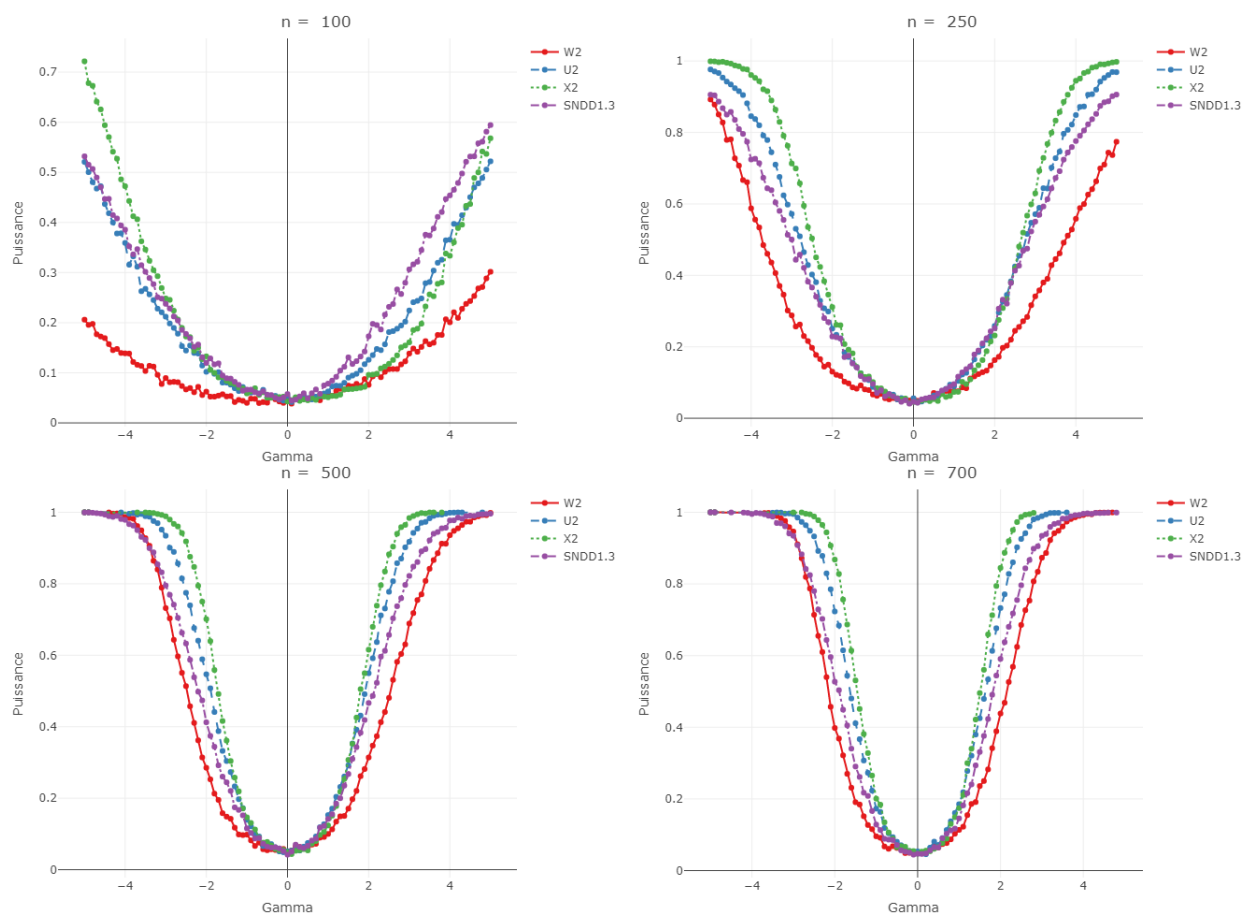 n = 100
W2
U2
X2
SNDD1.3
Puissance
0.7
0.6
0.5
0.4
0.3
0.2
0.1
0
−4
−2
0
2
4
Gamma
n = 250
W2
U2
X2
SNDD1.3
Puissance
1
0.8
0.6
0.4
0.2
0
−4
−2
0
2
4
Gamma
n = 500
W2
U2
X2
SNDD1.3
Puissance
1
0.8
0.6
0.4
0.2
0
−4
−2
0
2
4
Gamma
n = 700
W2
U2
X2
SNDD1.3
Puissance
1
0.8
0.6
0.4
0.2
0
−4
−2
0
2
4
Gamma